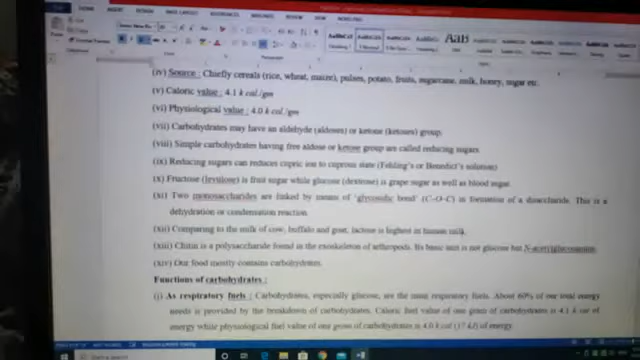 (iv) Source : Chiefly cereals (rice, wheat, maize), pulses, potato, fruits, sugarcane, milk, honey, sugar etc.
(v) Caloric value : 4.1 k cal./gm
(vi) Physiological value : 4.0 k cal./gm
(vii) Carbohydrates may have an aldehyde (aldoses) or ketone (ketoses) group.
(viii) Simple carbohydrates having free aldose or ketose group are called reducing sugars.
(ix) Reducing sugars can reduces cupric ion to cuprous state (Fehling's or Benedict's solution)
(x) Fructose (levulose) is fruit sugar while glucose (dextose) is grape sugar as well as blood sugar.
(xi) Two monosaccharides are linked by means of 'glycosidic bond' (C–O–C) in formation of a disaccharide. This is a
dehydration or condensation reaction.
(xii) Comparing to the milk of cow, buffalo and goat, lactose is highest in human milk.
(xiii) Chitin is a polysaccharide found in the exoskeleton of arthropods. Its basic unit is not glucose but N-acetylglucosamine.
(xiv) Our food mostly contains carbohydrates.
Functions of carbohydrates :
(i) As respiratory fuels : Carbohydrates, especially glucose, are the main respiratory fuels. About 60% of our total energy
needs is provided by the breakdown of carbohydrates. Caloric fuel value of one gram of carbohydrates is 4.1 k cal of
energy while physiological fuel value of one gram of carbohydrates is 4.0 k cal (17 kJ) of energy.